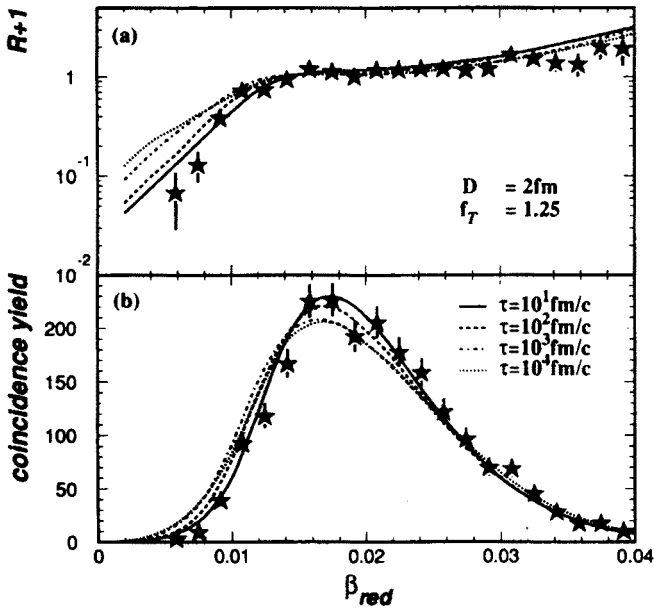 R+1
(a)
1
10⁻¹
10⁻²
D = 2fm
f_T = 1.25
coincidence yield
(b)
200
150
100
50
0
τ=10¹fm/c
τ=10²fm/c
τ=10³fm/c
τ=10⁴fm/c
0 0.01 0.02 0.03 0.04
β_red